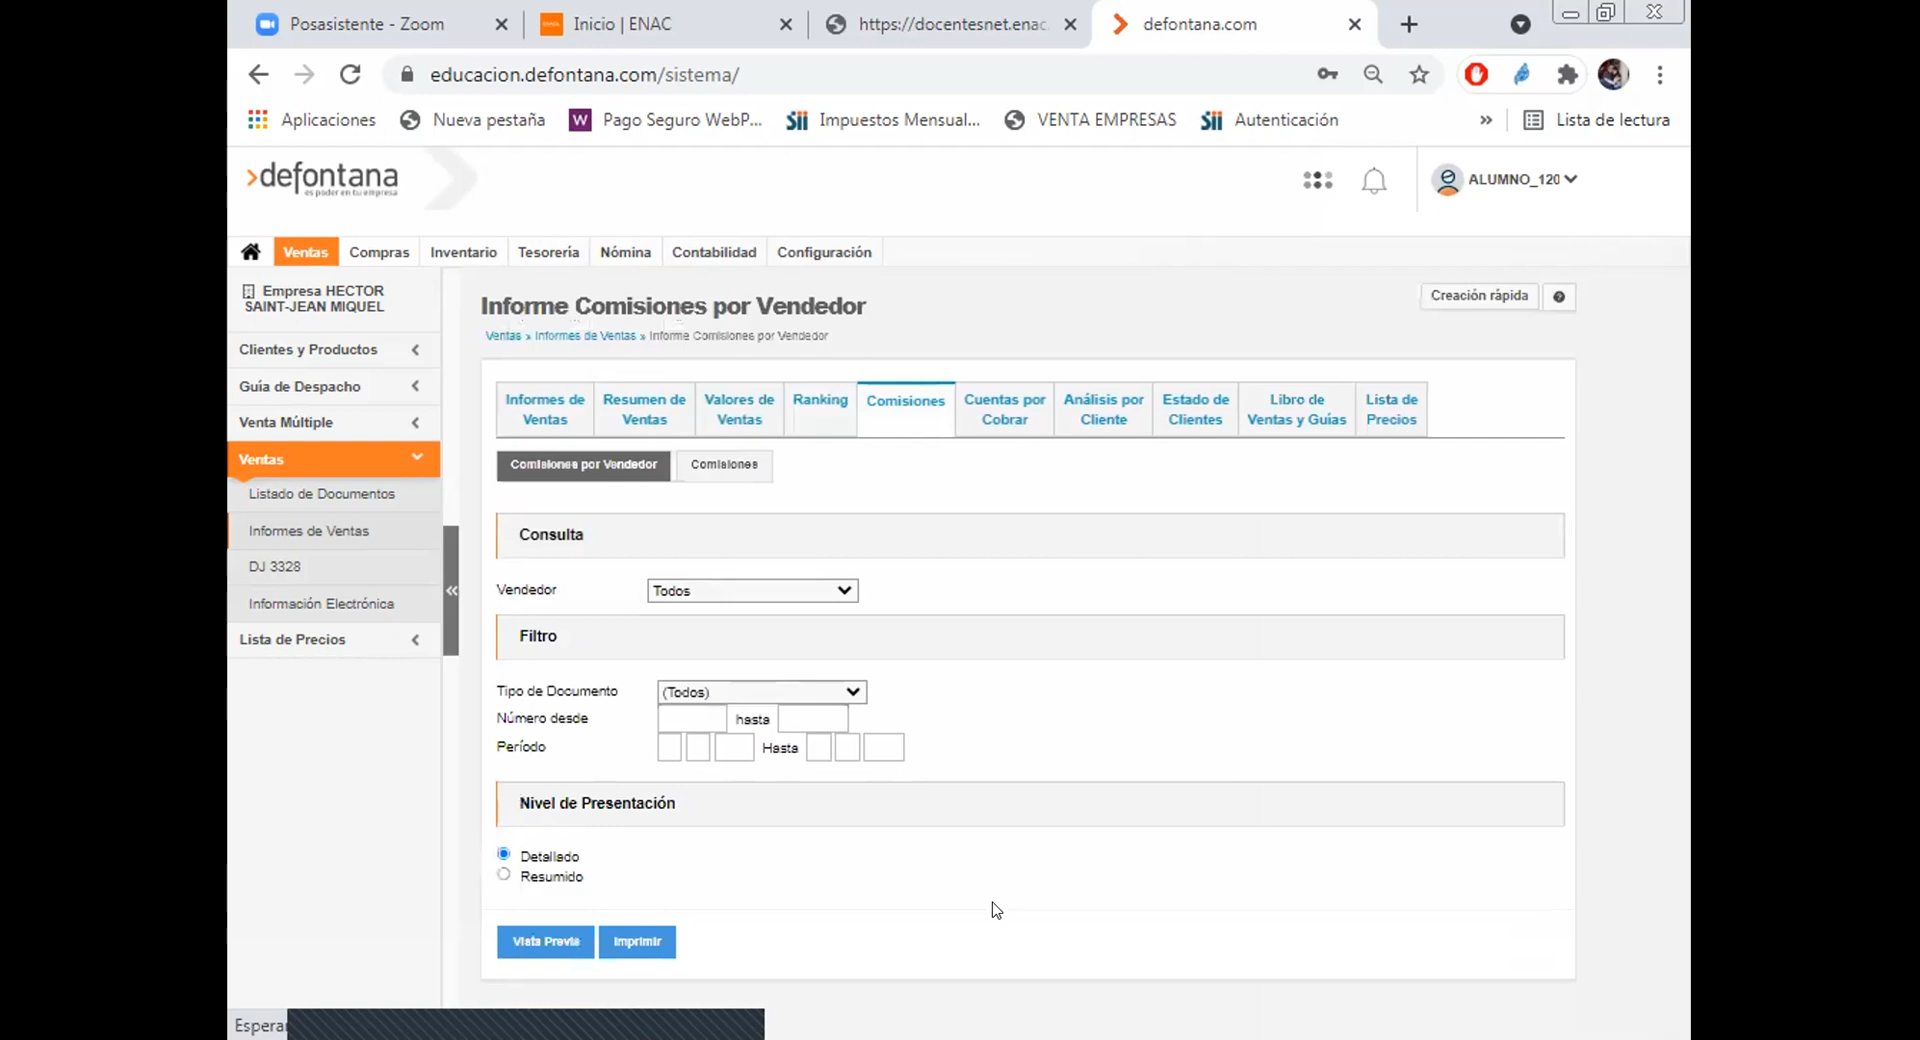 Posasistente - Zoom
Inicio | ENAC
https://docentesnet.enac.
defontana.com
educacion.defontana.com/sistema/
Aplicaciones
Nueva pestaña
Pago Seguro WebP...
Impuestos Mensual...
VENTA EMPRESAS
Autenticación
»
Lista de lectura
defontana
es poder en tu empresa
ALUMNO_120
Ventas
Compras
Inventario
Tesorería
Nómina
Contabilidad
Configuración
Empresa HECTOR
SAINT-JEAN MIQUEL
Clientes y Productos
Guía de Despacho
Venta Múltiple
Ventas
Listado de Documentos
Informes de Ventas
DJ 3328
Información Electrónica
Lista de Precios
«
Informe Comisiones por Vendedor
Creación rápida
Ventas » Informes de Ventas » Informe Comisiones por Vendedor
Informes de
Ventas
Resumen de
Ventas
Valores de
Ventas
Ranking
Comisiones
Cuentas por
Cobrar
Análisis por
Cliente
Estado de
Clientes
Libro de
Ventas y Guías
Lista de
Precios
Comisiones por Vendedor
Comisiones
Consulta
Vendedor
Todos
Filtro
Tipo de Documento
(Todos)
Número desde
hasta
Período
Hasta
Nivel de Presentación
Detallado
Resumido
Vista Previa
Imprimir
Esperar